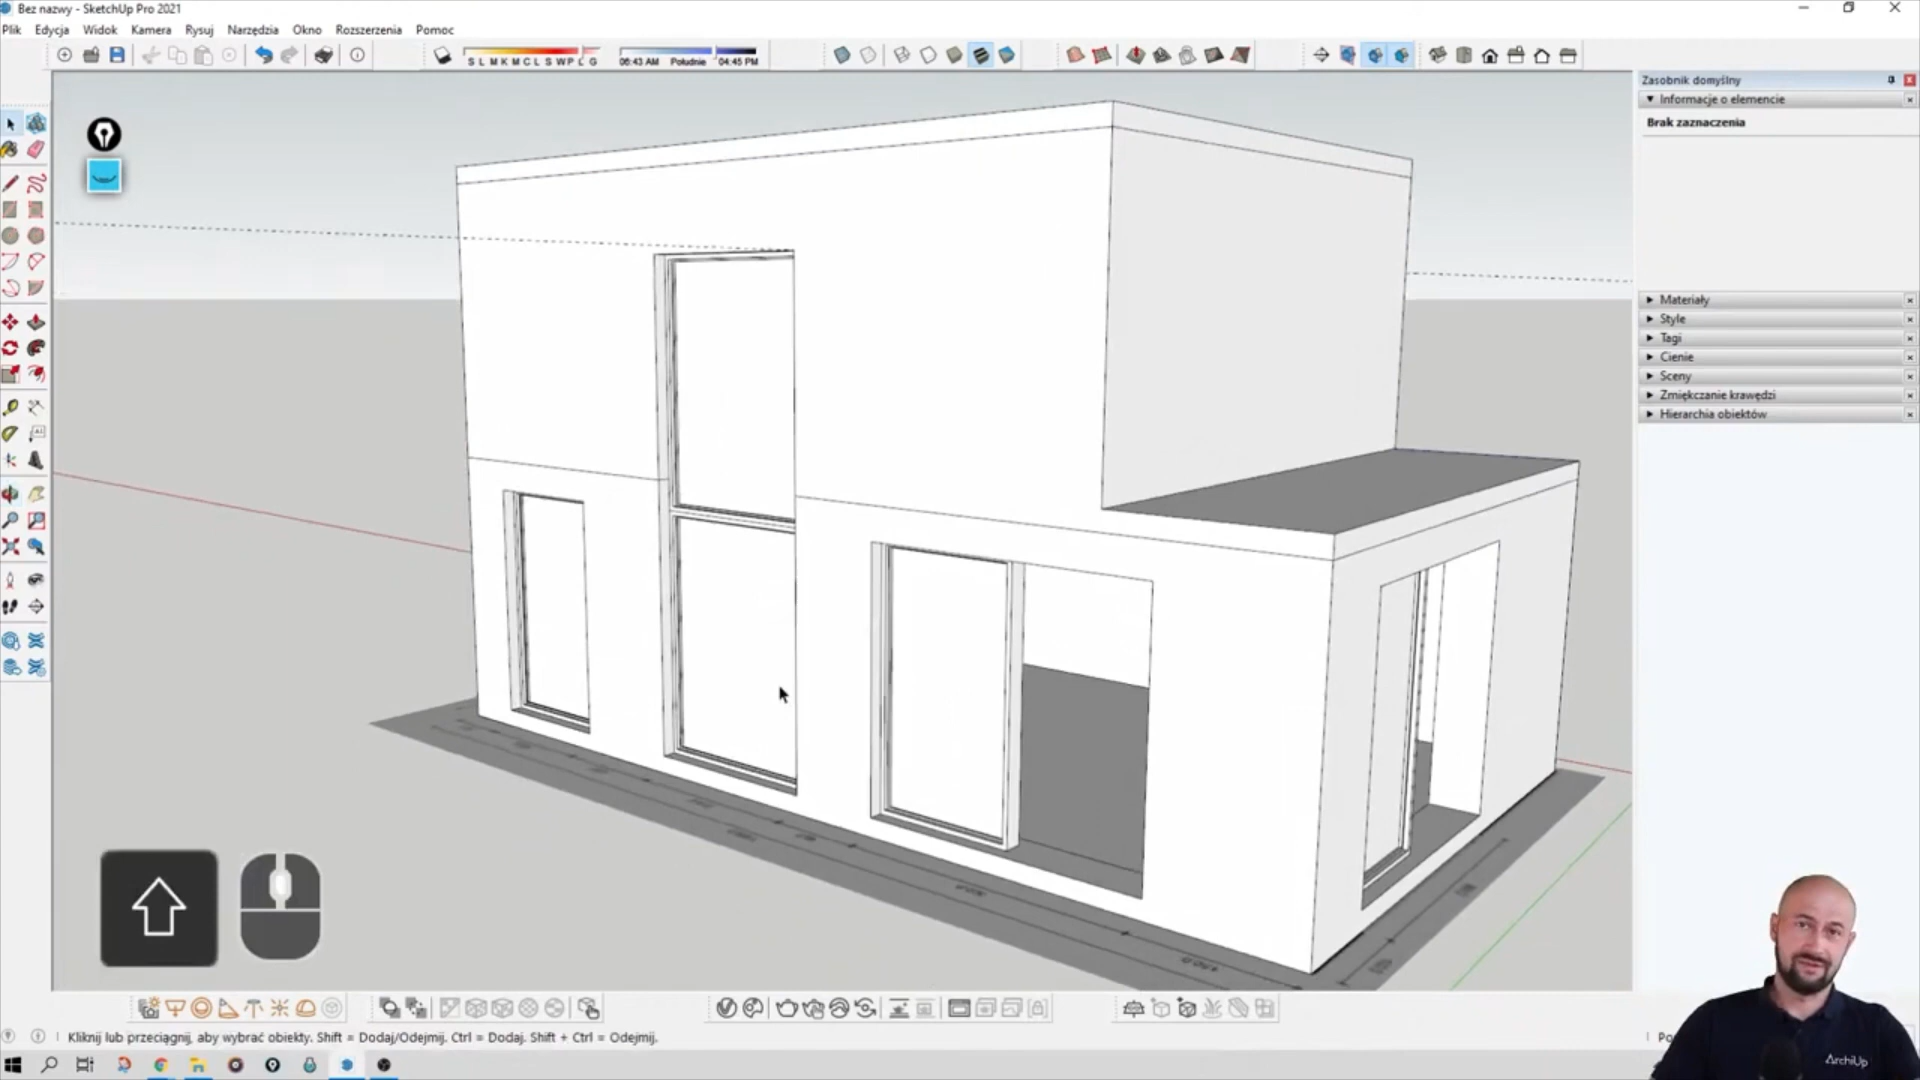 Bez nazwy - SketchUp Pro 2021
Plik Edycja Widok Kamera Rysuj Narzędzia Okno Rozszerzenia Pomoc
S L M K M C L S W P L G
06:43 AM Południe 04:45 PM
Zasobnik domyślny
Informacje o elemencie
Brak zaznaczenia
Materiały
Style
Tagi
Cienie
Sceny
Zmiękczanie krawędzi
Hierarchia obiektów
Kliknij lub przeciągnij, aby wybrać obiekty. Shift = Dodaj/Odejmij. Ctrl = Dodaj. Shift + Ctrl = Odejmij.
ArchiUp